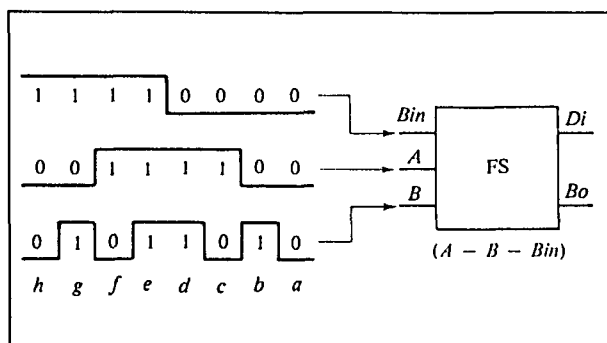 1 1 1 1 0 0 0 0
Bin
Di
0 0 1 1 1 1 0 0
A
FS
B
Bo
0 1 0 1 1 0 1 0
(A − B − Bin)
h g f e d c b a